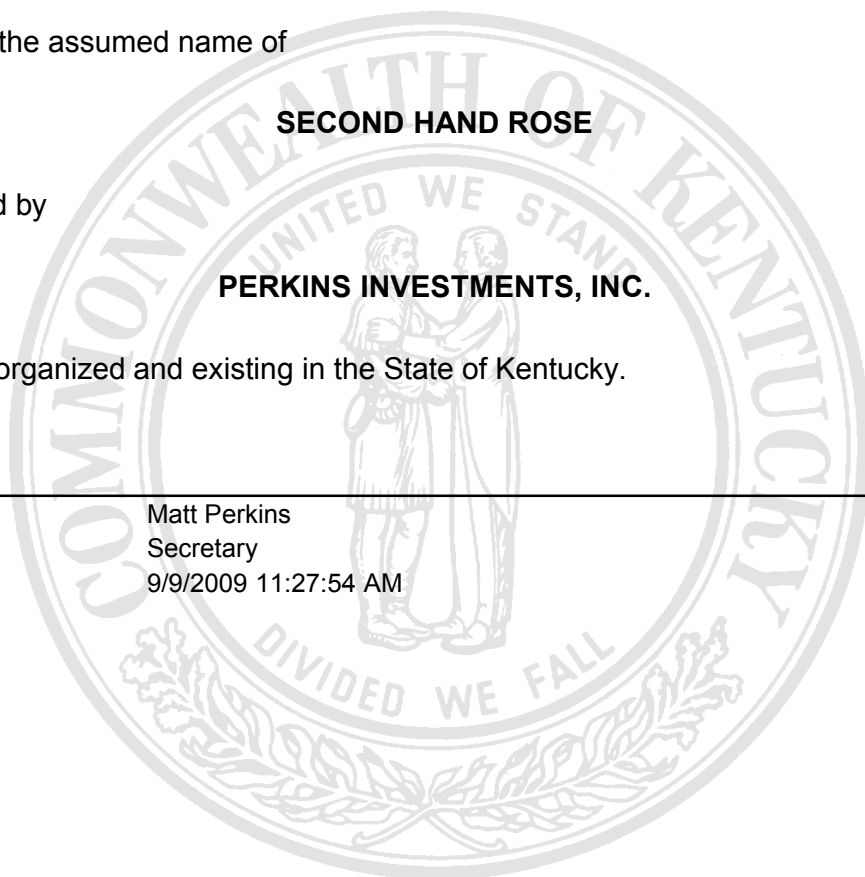 the assumed name of
SECOND HAND ROSE
d by
PERKINS INVESTMENTS, INC.
organized and existing in the State of Kentucky.
Matt Perkins
Secretary
9/9/2009 11:27:54 AM
COMMONWEALTH OF KENTUCKY
UNITED WE STAND
DIVIDED WE FALL